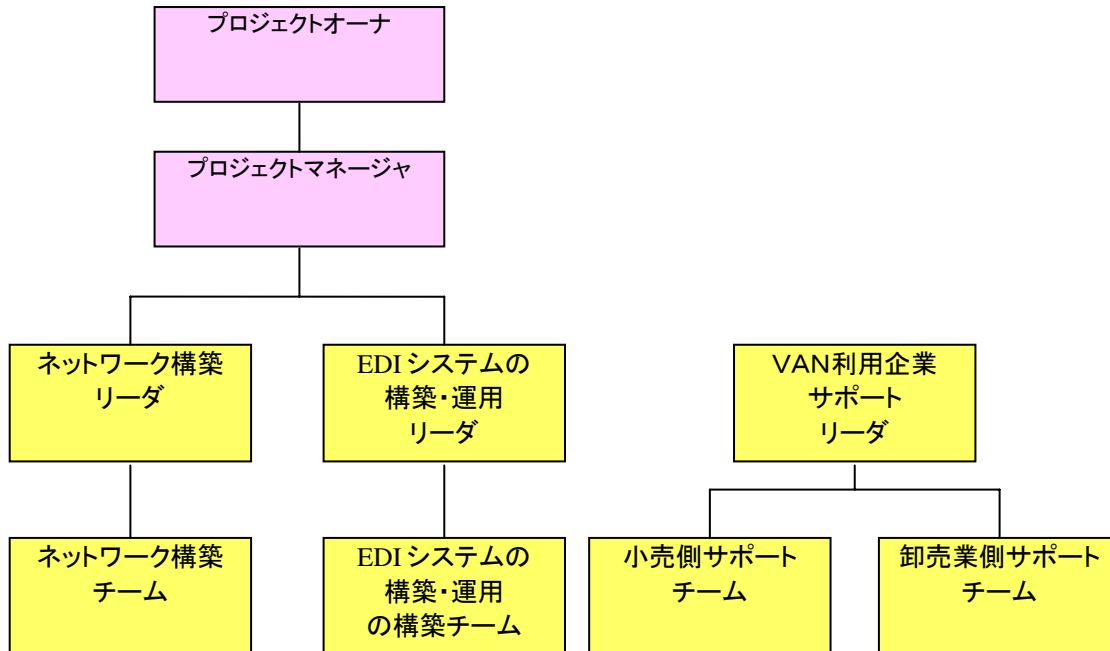 プロジェクトオーナ
プロジェクトマネージャ
ネットワーク構築
リーダ
EDIシステムの
構築・運用
リーダ
VAN利用企業
サポート
リーダ
ネットワーク構築
チーム
EDIシステムの
構築・運用
の構築チーム
小売側サポート
チーム
卸売業側サポート
チーム